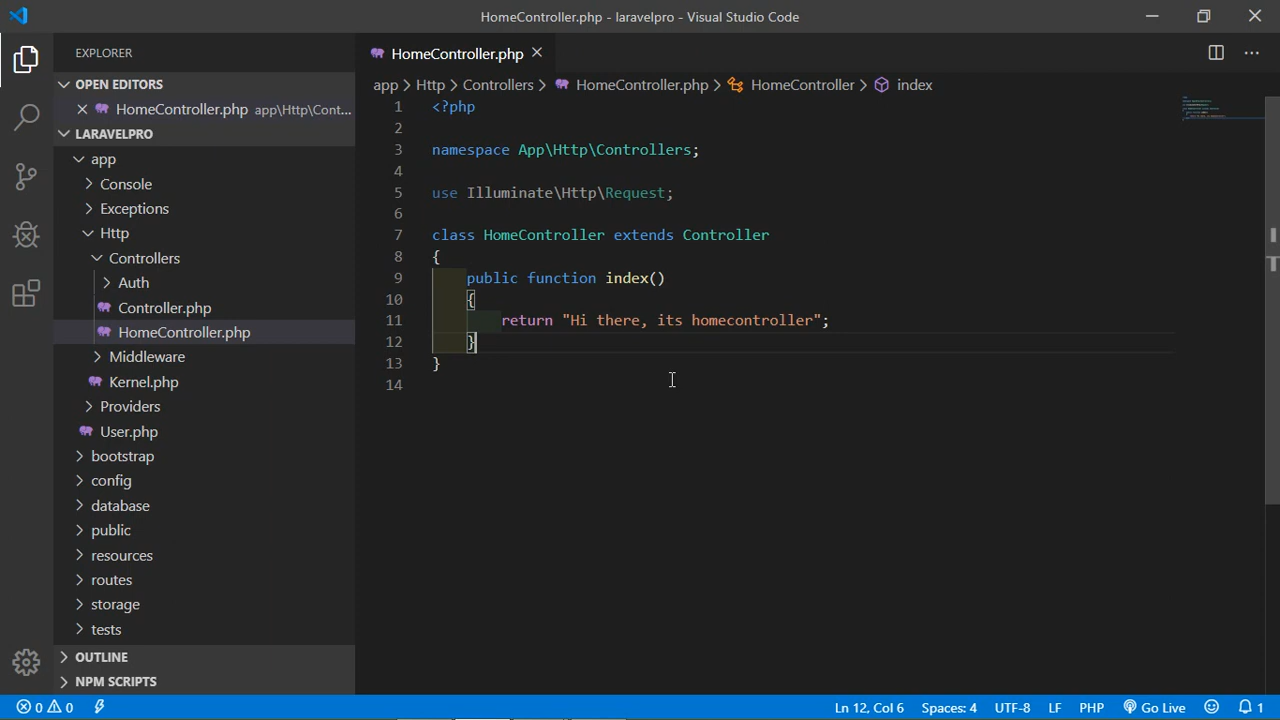 HomeController.php - laravelpro - Visual Studio Code
EXPLORER
OPEN EDITORS
HomeController.php app\Http\Cont...
LARAVELPRO
app
Console
Exceptions
Http
Controllers
Auth
Controller.php
HomeController.php
Middleware
Kernel.php
Providers
User.php
bootstrap
config
database
public
resources
routes
storage
tests
OUTLINE
NPM SCRIPTS
HomeController.php
app > Http > Controllers > HomeController.php > HomeController > index
1 <?php
2
3 namespace App\Http\Controllers;
4
5 use Illuminate\Http\Request;
6
7 class HomeController extends Controller
8 {
9     public function index()
10     {
11         return "Hi there, its homecontroller";
12     }
13 }
14
0 0 Ln 12, Col 6 Spaces: 4 UTF-8 LF PHP Go Live 1